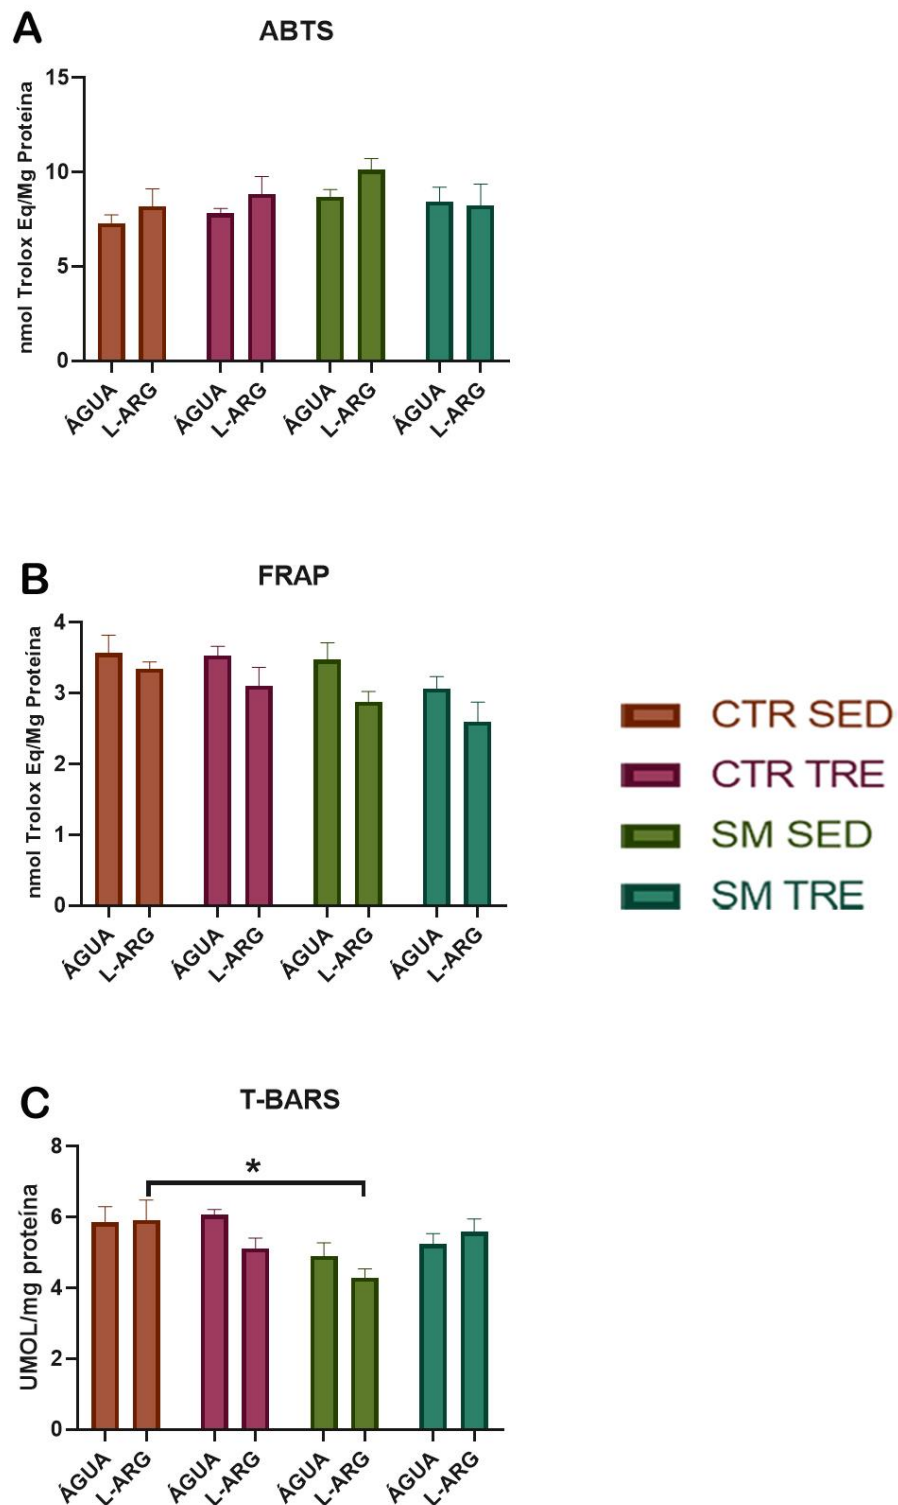 A
ABTS
nmol Trolox Eq/Mg Proteína
15
10
5
0
ÁGUA
L-ARG
ÁGUA
L-ARG
ÁGUA
L-ARG
ÁGUA
L-ARG
B
FRAP
nmol Trolox Eq/Mg Proteína
4
3
2
1
0
ÁGUA
L-ARG
ÁGUA
L-ARG
ÁGUA
L-ARG
ÁGUA
L-ARG
CTR SED
CTR TRE
SM SED
SM TRE
C
T-BARS
UMOL/mg proteína
8
*
6
4
2
0
ÁGUA
L-ARG
ÁGUA
L-ARG
ÁGUA
L-ARG
ÁGUA
L-ARG